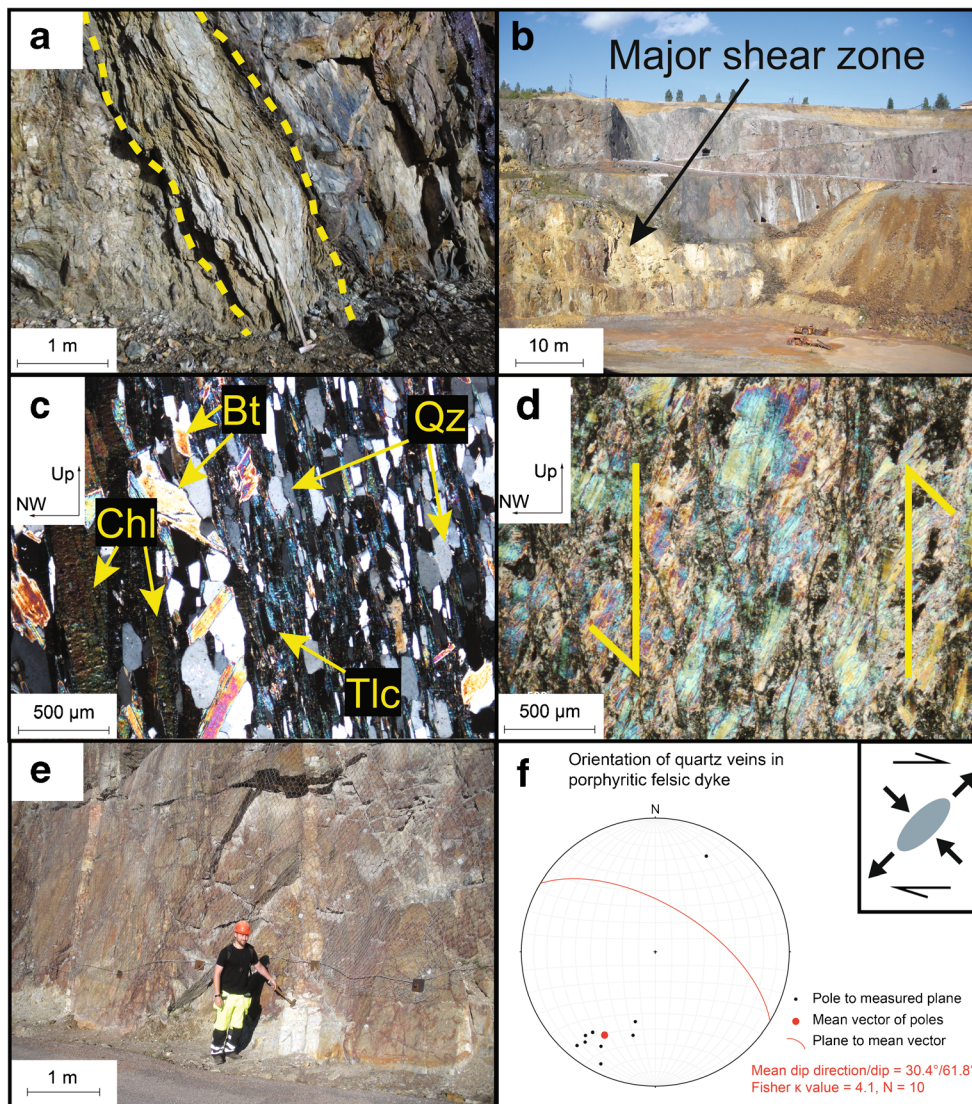 a
1 m
b
Major shear zone
10 m
c
Up
NW
Bt
Qz
Chl
Tlc
500 µm
d
Up
NW
500 µm
e
1 m
f
Orientation of quartz veins in
porphyritic felsic dyke
N
Pole to measured plane
Mean vector of poles
Plane to mean vector
Mean dip direction/dip = 30.4°/61.8°
Fisher κ value = 4.1, N = 10